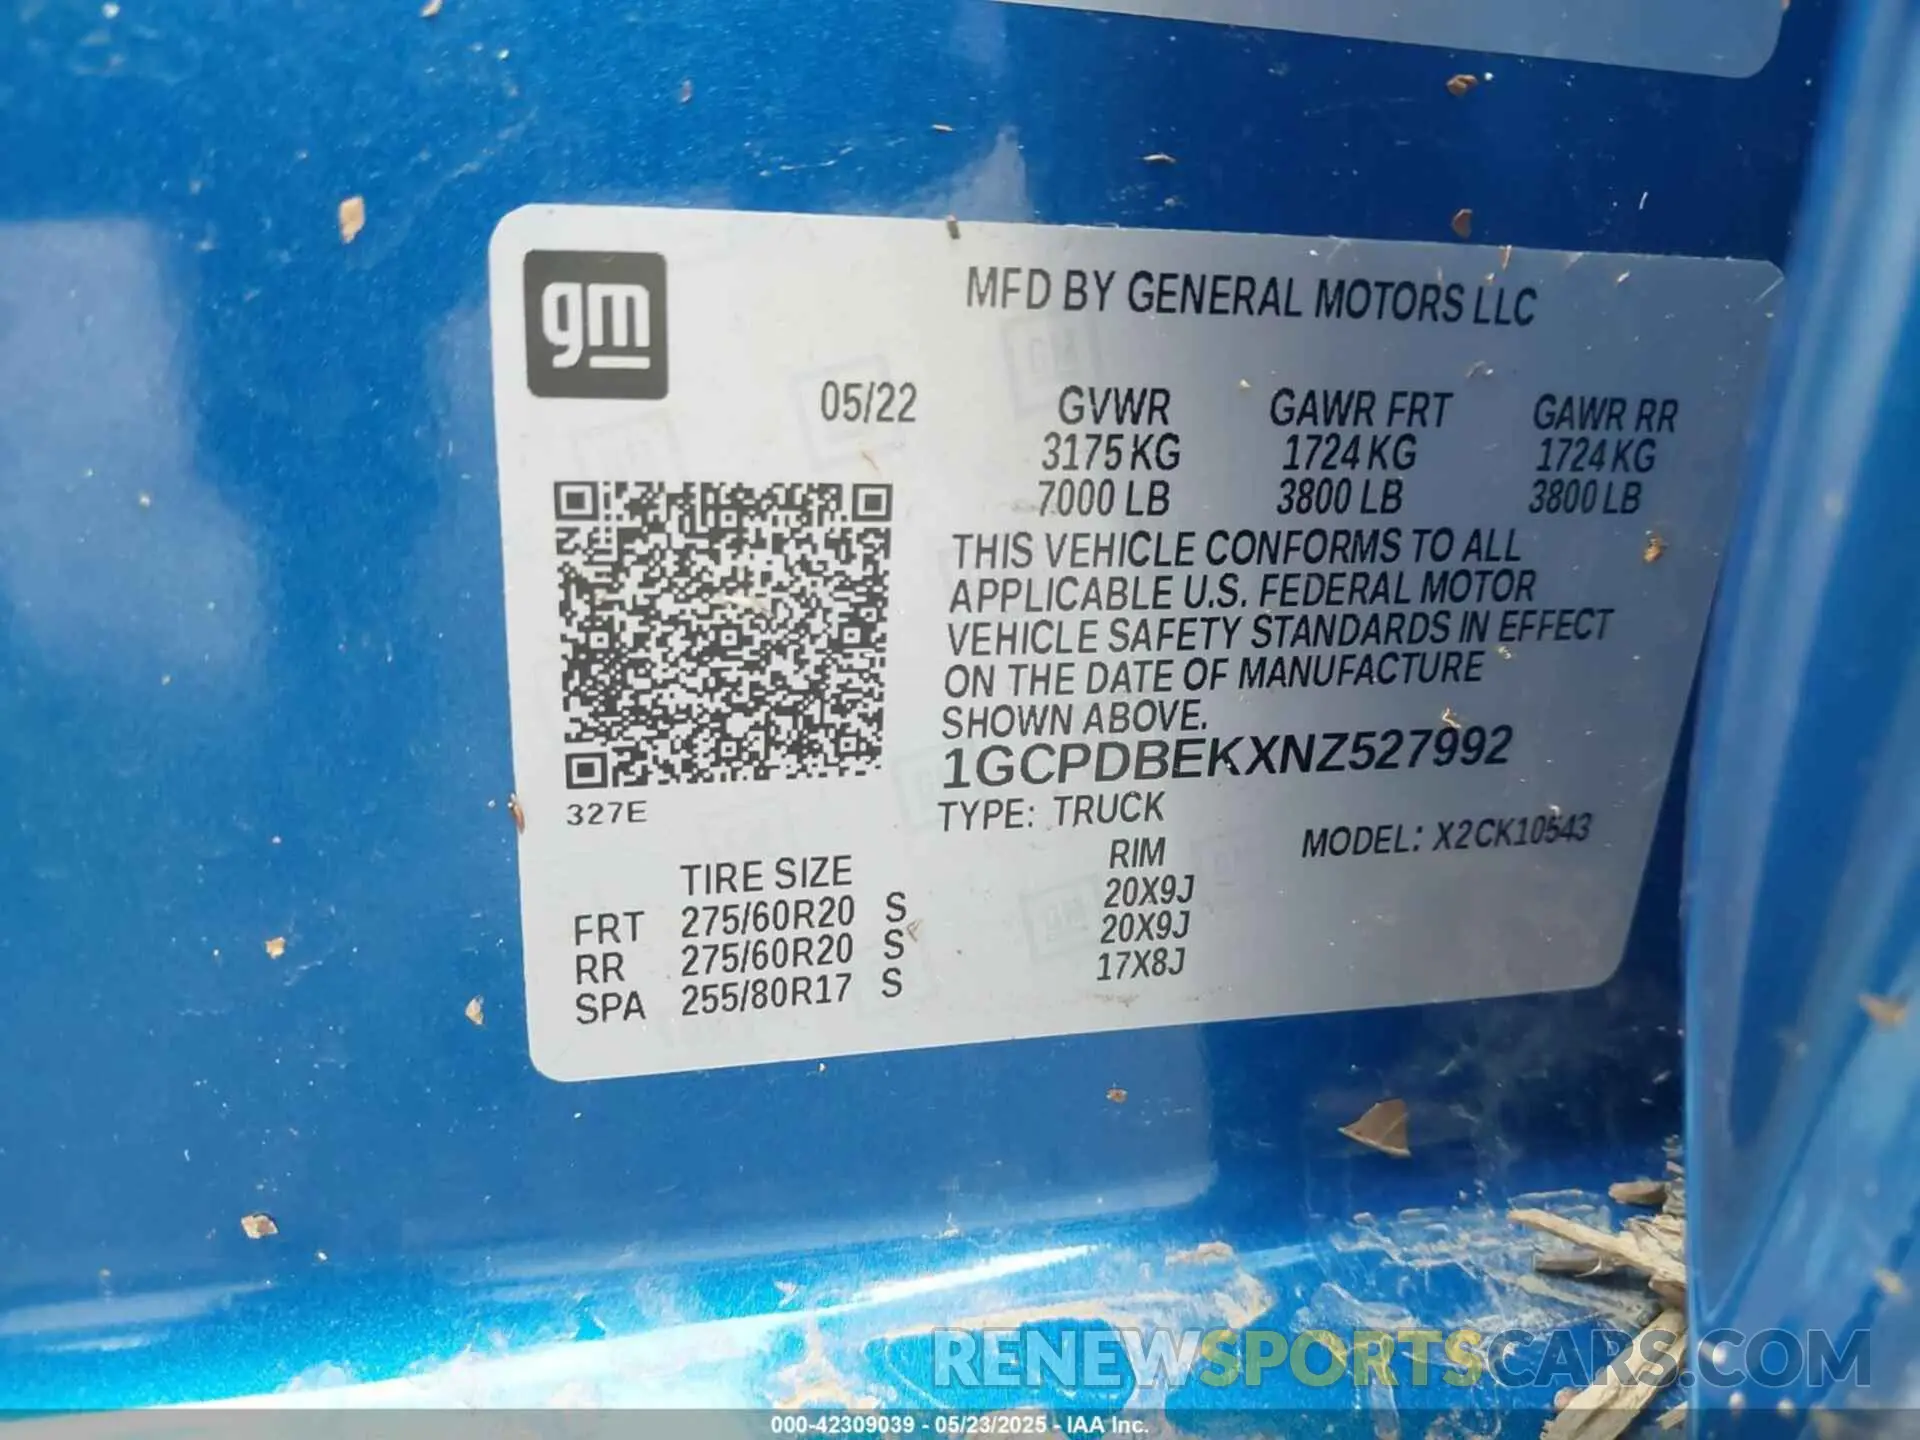 gm
MFD BY GENERAL MOTORS LLC
05/22 GVWR GAWR FRT GAWR RR
3175 KG 1724 KG 1724 KG
7000 LB 3800 LB 3800 LB
THIS VEHICLE CONFORMS TO ALL
APPLICABLE U.S. FEDERAL MOTOR
VEHICLE SAFETY STANDARDS IN EFFECT
ON THE DATE OF MANUFACTURE
SHOWN ABOVE.
1GCPDBEKXNZ527992
327E
TYPE: TRUCK
MODEL: X2CK10543
TIRE SIZE RIM
FRT 275/60R20 S 20X9J
RR 275/60R20 S 20X9J
SPA 255/80R17 S 17X8J
RENEWSPORTSCARS.COM
000-42309039 - 05/23/2025 - IAA Inc.